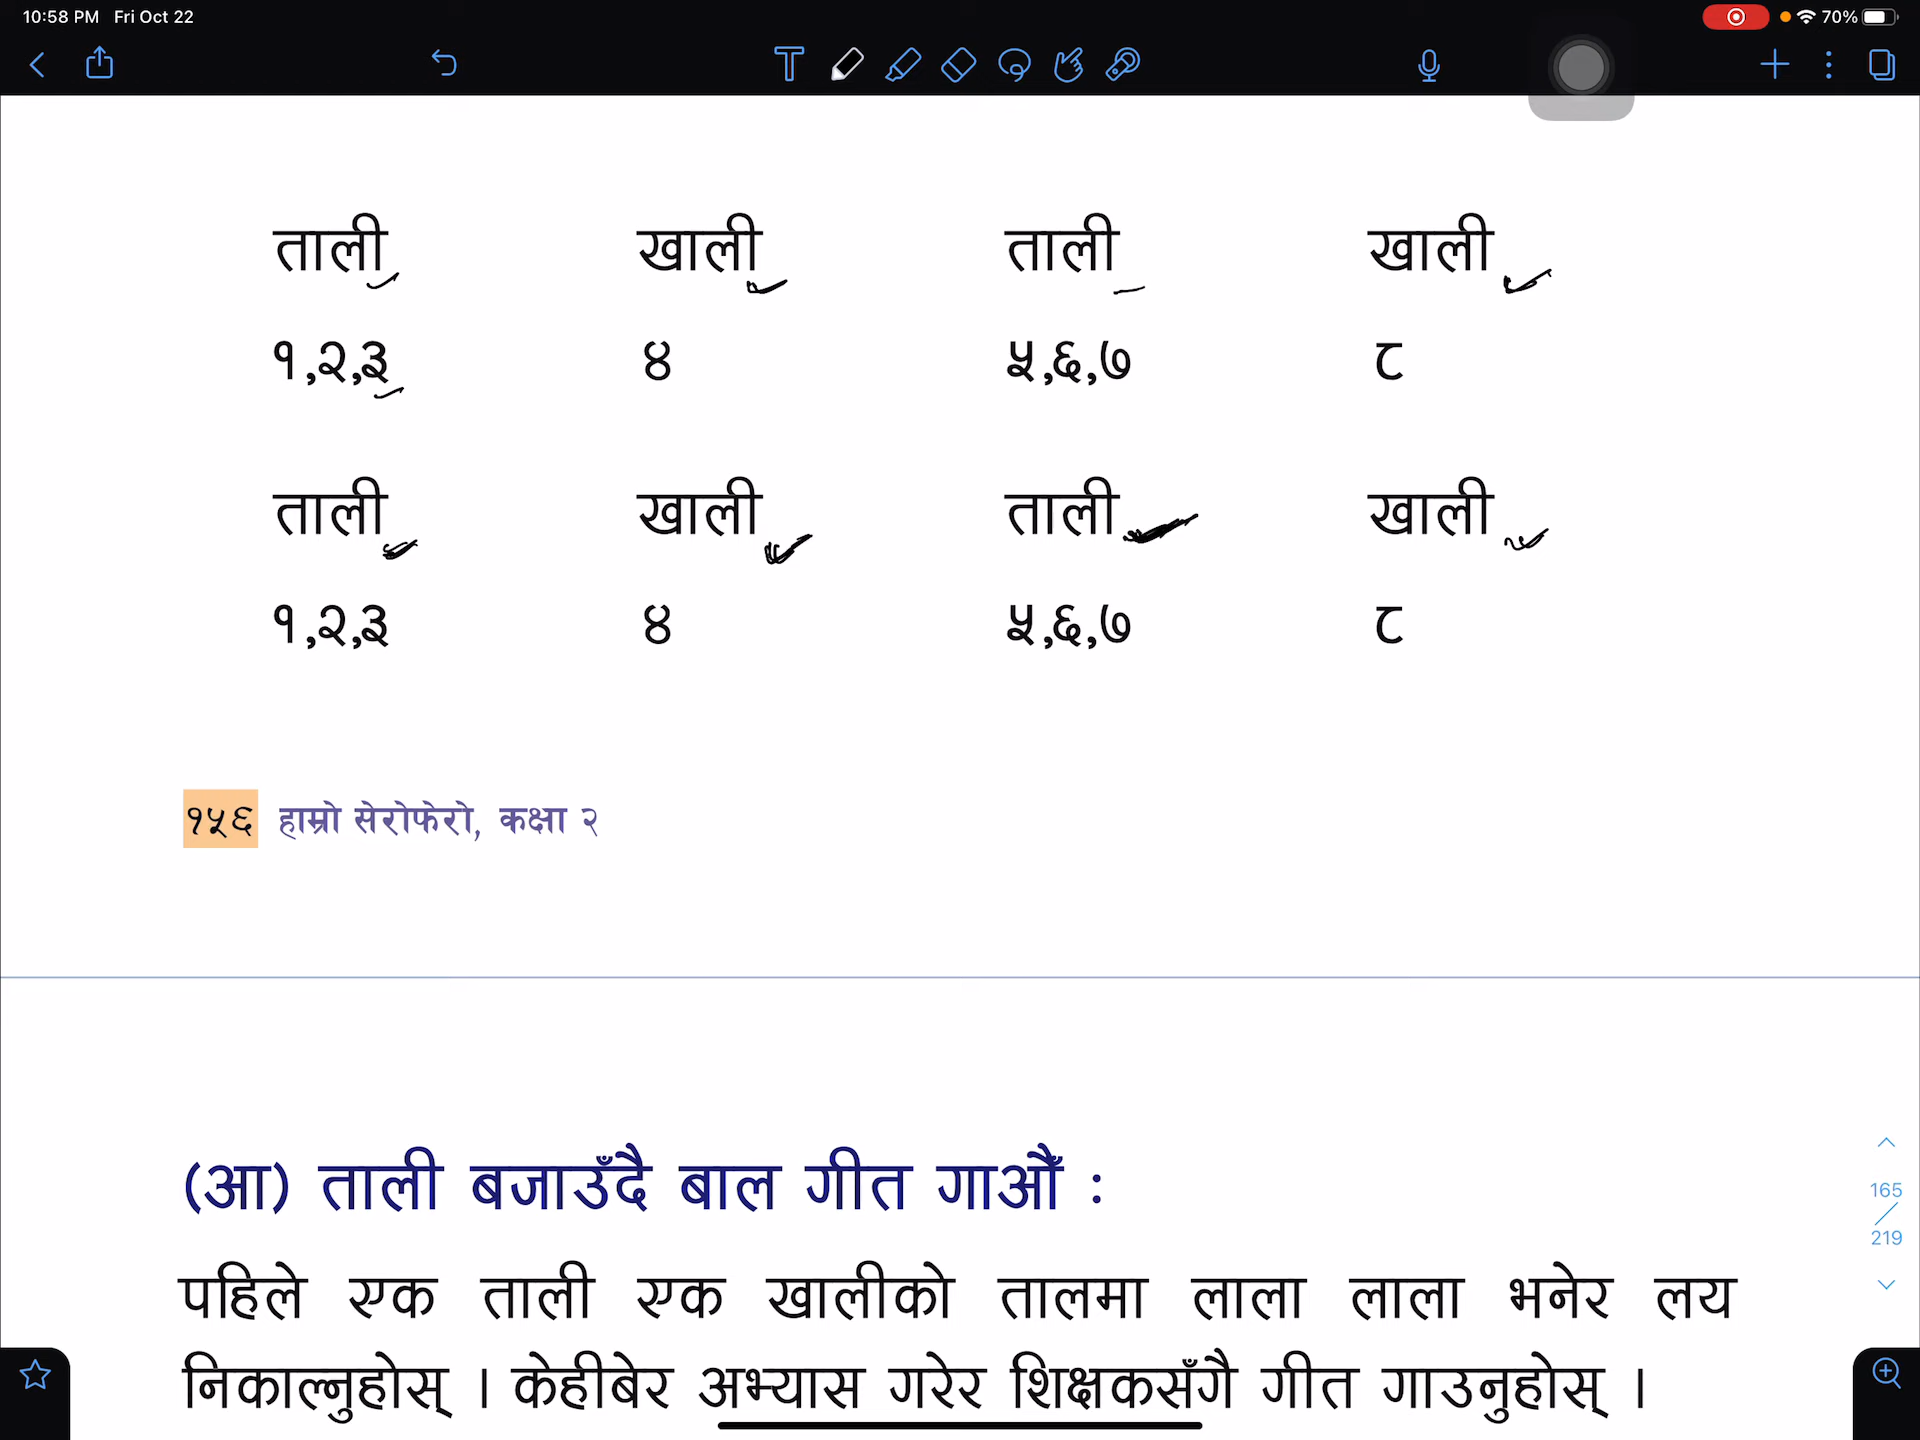 10:58 PM Fri Oct 22 70%
ताली खाली ताली खाली
१,२,३ ४ ५,६,७ ८
ताली खाली ताली खाली
१,२,३ ४ ५,६,७ ८
१५६ हाम्रो सेरोफेरो, कक्षा २
(आ) ताली बजाउँदै बाल गीत गाऔँ :
पहिले एक ताली एक खालीको तालमा लाला लाला भनेर लय
निकाल्नुहोस् । केहीबेर अभ्यास गरेर शिक्षकसँगै गीत गाउनुहोस् ।
165
219